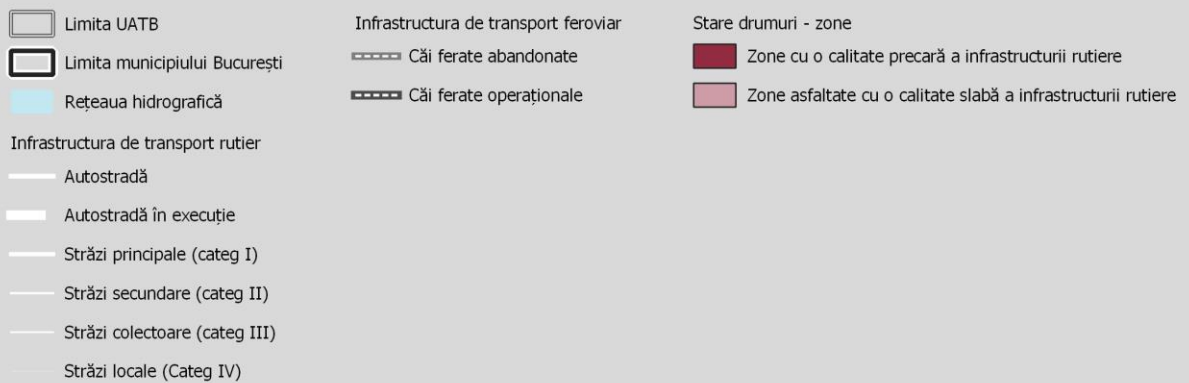 Limita UATB
Limita municipiului București
Rețeaua hidrografică
Infrastructura de transport rutier
Autostradă
Autostradă în execuție
Străzi principale (categ I)
Străzi secundare (categ II)
Străzi colectoare (categ III)
Străzi locale (Categ IV)
Infrastructura de transport feroviar
Căi ferate abandonate
Căi ferate operaționale
Stare drumuri - zone
Zone cu o calitate precară a infrastructurii rutiere
Zone asfaltate cu o calitate slabă a infrastructurii rutiere